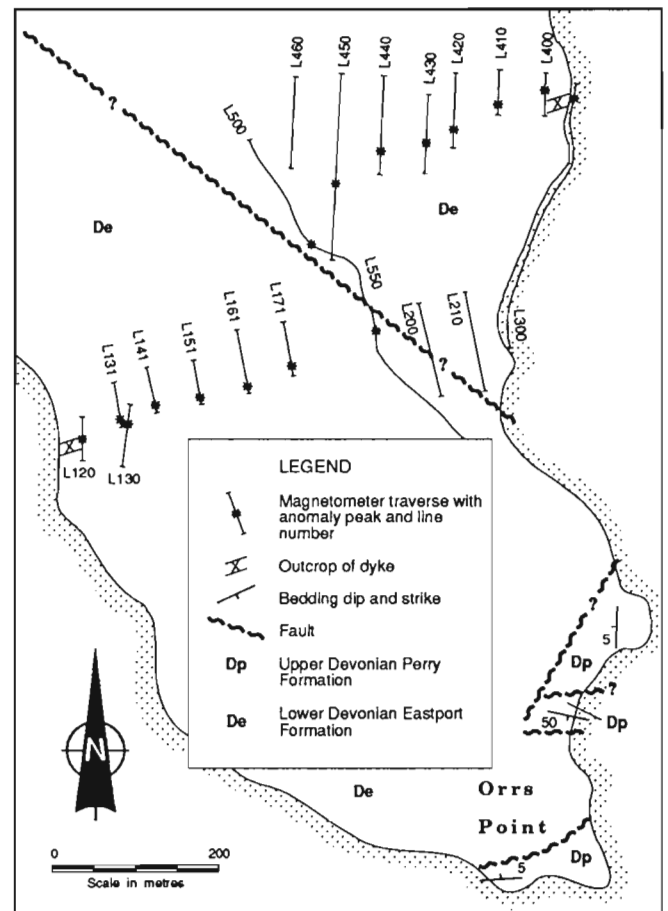 L460
L450
L440
L430
L420
L410
L400
?
L500
De
De
L550
L200
L210
L300
?
L171
L161
L151
L141
L131
L120
L130
LEGEND
Magnetometer traverse with
anomaly peak and line
number
Outcrop of dyke
Bedding dip and strike
Fault
Dp Upper Devonian Perry
Formation
De Lower Devonian Eastport
Formation
?
5
Dp
?
50
Dp
N
De
Orrs
Point
5
Dp
0 200
Scale in metres